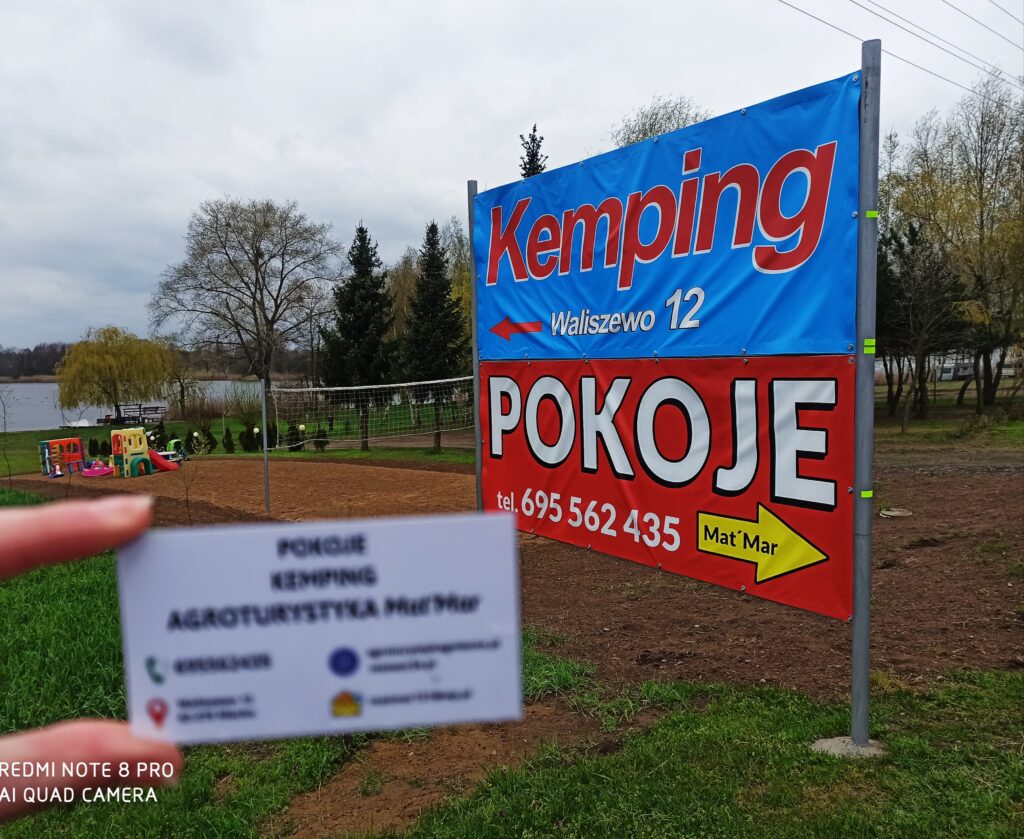 Kemping
Waliszewo 12
POKOJE
tel. 695 562 435
Mat´Mar
POKOJE
KEMPING
AGROTURYSTYKA Mat'Mar
695562435
REDMI NOTE 8 PRO
AI QUAD CAMERA